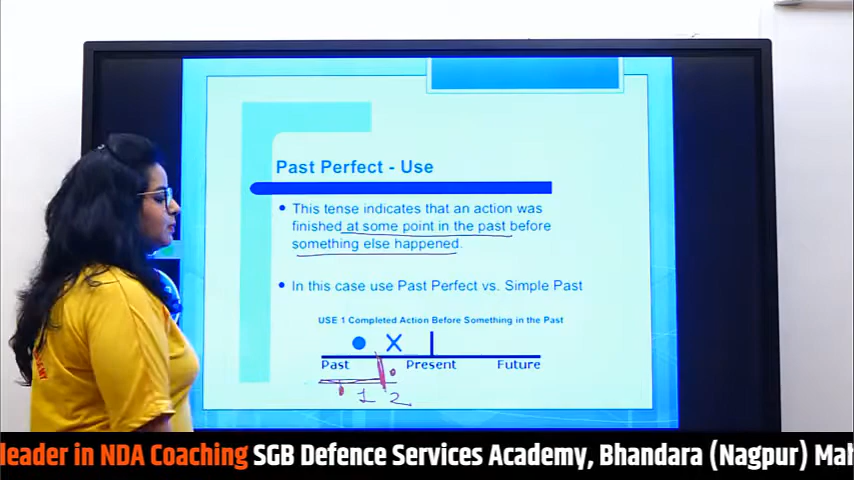 Past Perfect - Use
• This tense indicates that an action was
finished at some point in the past before
something else happened.
• In this case use Past Perfect vs. Simple Past
USE 1 Completed Action Before Something in the Past
Past Present Future
1 2
leader in NDA Coaching SGB Defence Services Academy, Bhandara (Nagpur) Mah